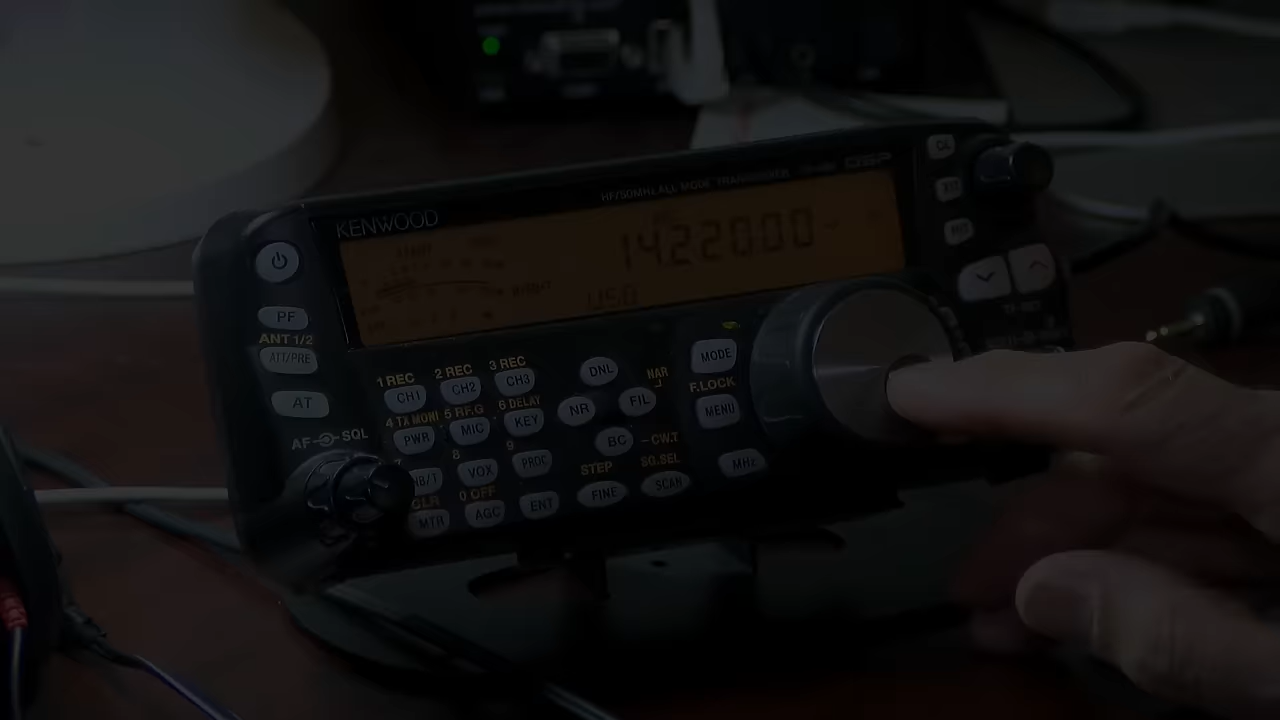 HF/50MHz ALL MODE TRANSCEIVER
DSP
KENWOOD
14.220.00
USB
PF
ANT 1/2
ATT/PRE
AT
AF SQL
1 REC 2 REC 3 REC
CH1 CH2 CH3
4 TX MONI 5 RF.G 6 DELAY
PWR MIC KEY
8 9
VOX PROC
CLR 0 OFF
MTR AGC ENT
DNL NAR
NR FIL
BC - CW.T
STEP SG.SEL
FINE SCAN
MODE
F.LOCK
MENU
MHz